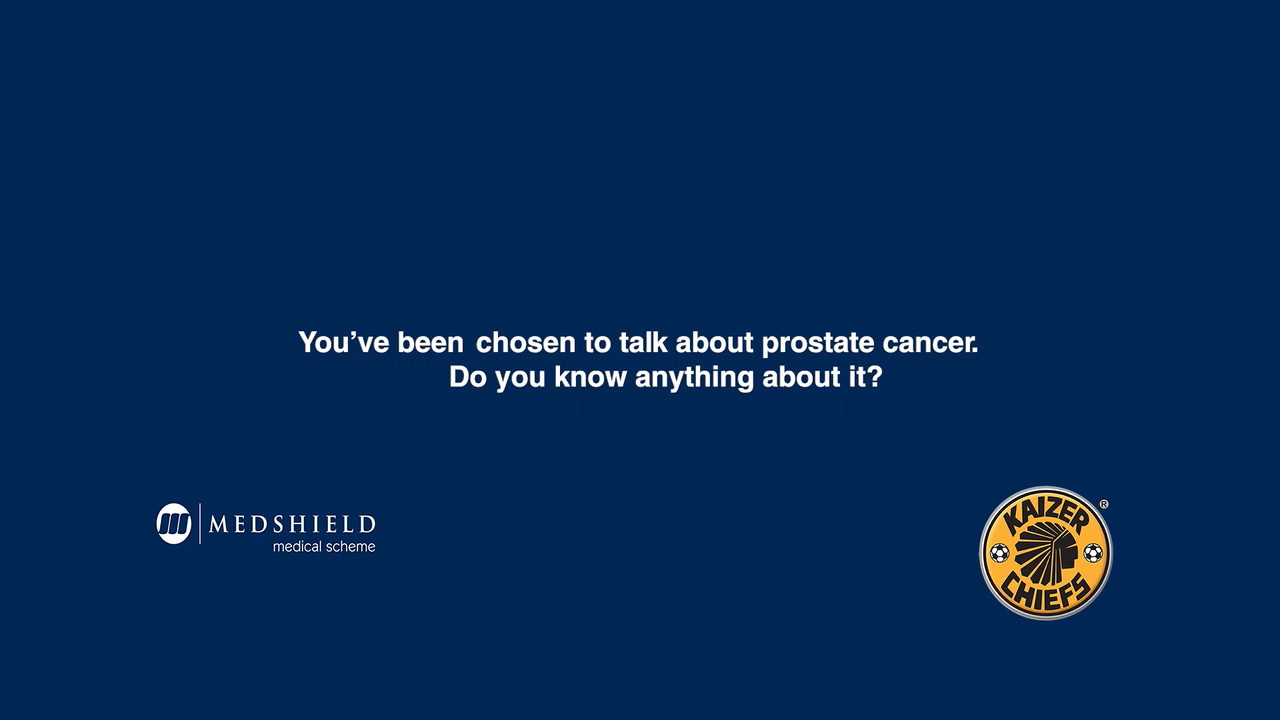 You’ve been chosen to talk about prostate cancer.
Do you know anything about it?
MEDSHIELD
medical scheme
KAIZER
CHIEFS
®